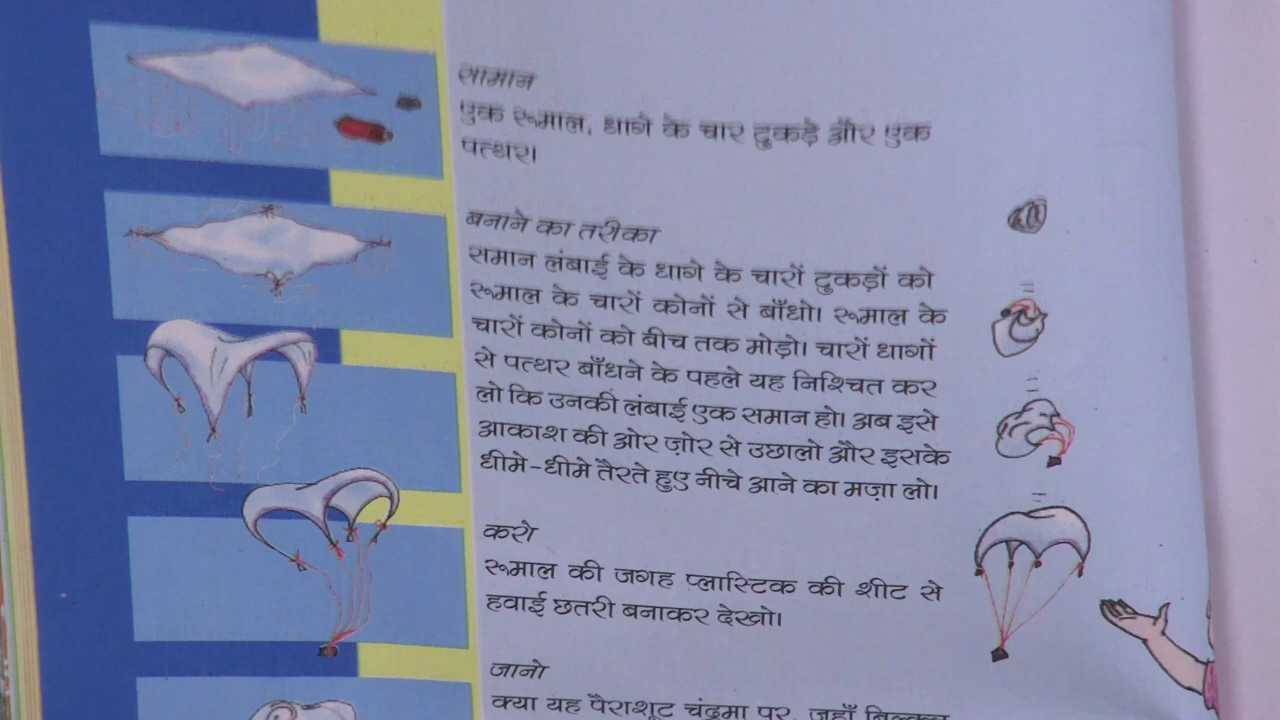 सामान
एक रूमाल, धागे के चार टुकड़े और एक
पत्थर।
बनाने का तरीका
समान लंबाई के धागे के चारों टुकड़ों को
रूमाल के चारों कोनों से बाँधो। रूमाल के
चारों कोनों को बीच तक मोड़ो। चारों धागों
से पत्थर बाँधने के पहले यह निश्चित कर
लो कि उनकी लंबाई एक समान हो। अब इसे
आकाश की ओर ज़ोर से उछालो और इसके
धीमे-धीमे तैरते हुए नीचे आने का मज़ा लो।
करो
रूमाल की जगह प्लास्टिक की शीट से
हवाई छतरी बनाकर देखो।
जानो
क्या यह पैराशूट चंद्रमा पर, जहाँ बिल्कुल